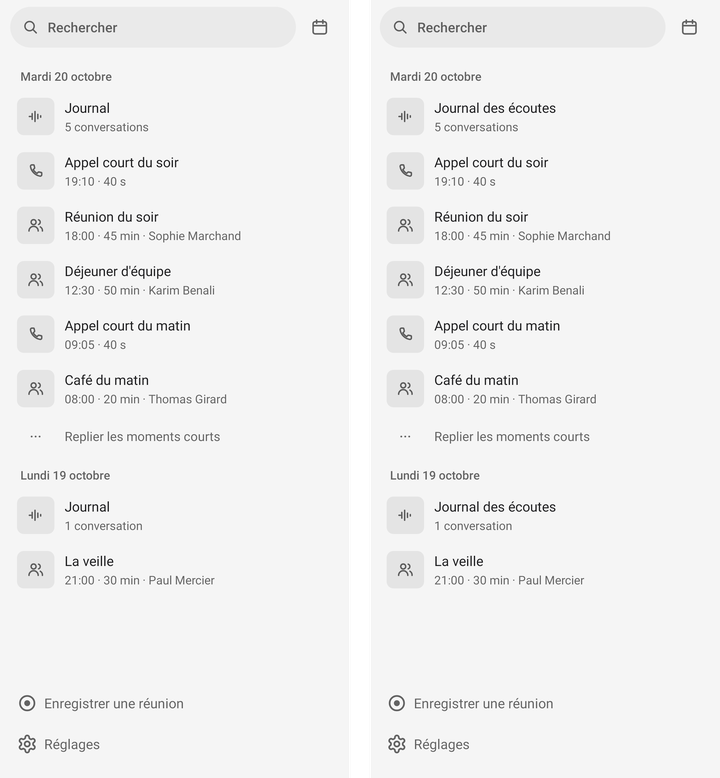 Rechercher
Mardi 20 octobre
Journal
5 conversations
Appel court du soir
19:10 · 40 s
Réunion du soir
18:00 · 45 min · Sophie Marchand
Déjeuner d'équipe
12:30 · 50 min · Karim Benali
Appel court du matin
09:05 · 40 s
Café du matin
08:00 · 20 min · Thomas Girard
Replier les moments courts
Lundi 19 octobre
Journal
1 conversation
La veille
21:00 · 30 min · Paul Mercier
Enregistrer une réunion
Réglages
Rechercher
Mardi 20 octobre
Journal des écoutes
5 conversations
Appel court du soir
19:10 · 40 s
Réunion du soir
18:00 · 45 min · Sophie Marchand
Déjeuner d'équipe
12:30 · 50 min · Karim Benali
Appel court du matin
09:05 · 40 s
Café du matin
08:00 · 20 min · Thomas Girard
Replier les moments courts
Lundi 19 octobre
Journal des écoutes
1 conversation
La veille
21:00 · 30 min · Paul Mercier
Enregistrer une réunion
Réglages